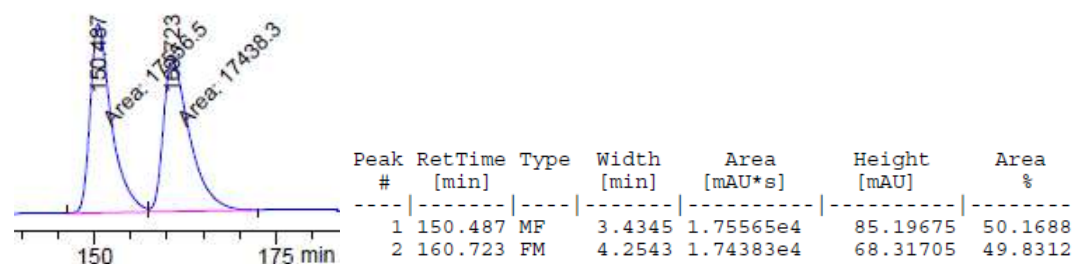 150.487
Area: 17556.5
160.723
Area: 17438.3
150 175 min
Peak RetTime Type Width Area Height Area
# [min] [min] [mAU*s] [mAU] %
----|-------|----|-------|----------|----------|--------
1 150.487 MF 3.4345 1.75565e4 85.19675 50.1688
2 160.723 FM 4.2543 1.74383e4 68.31705 49.8312